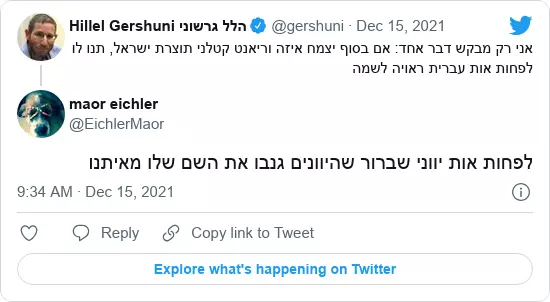 Hillel Gershuni הלל גרשוני @gershuni · Dec 15, 2021
אני רק מבקש דבר אחד: אם בסוף יצמח איזה וריאנט קטלני תוצרת ישראל, תנו לו
לפחות אות עברית ראויה לשמה
maor eichler
@EichlerMaor
לפחות אות יווני שברור שהיוונים גנבו את השם שלו מאיתנו
9:34 AM · Dec 15, 2021
Reply
Copy link to Tweet
Explore what's happening on Twitter